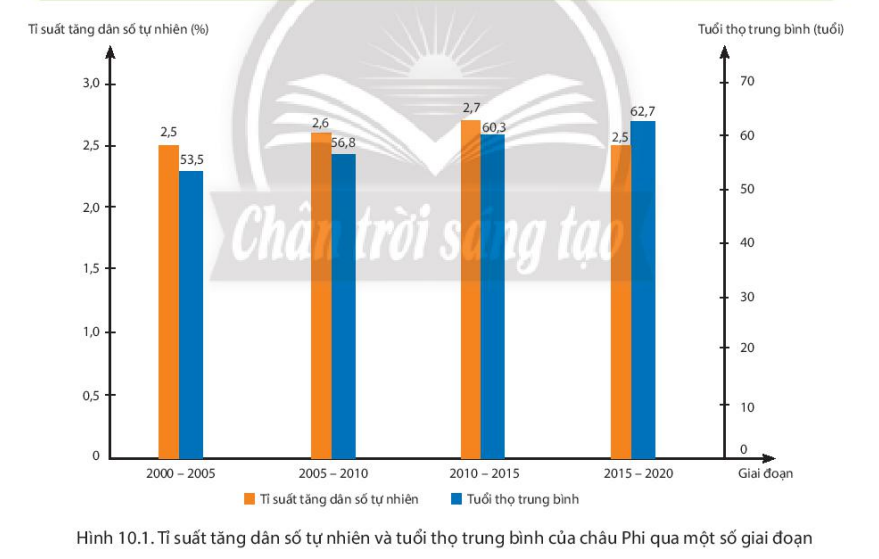 Tỉ suất tăng dân số tự nhiên (%)
Tuổi thọ trung bình (tuổi)
3,0
2,5
2,0
1,5
1,0
0,5
0
70
60
50
40
30
20
10
0
2,5
53,5
2,6
56,8
2,7
60,3
2,5
62,7
Chân trời sáng tạo
2000 – 2005
2005 – 2010
2010 – 2015
2015 – 2020
Giai đoạn
Tỉ suất tăng dân số tự nhiên
Tuổi thọ trung bình
Hình 10.1. Tỉ suất tăng dân số tự nhiên và tuổi thọ trung bình của châu Phi qua một số giai đoạn